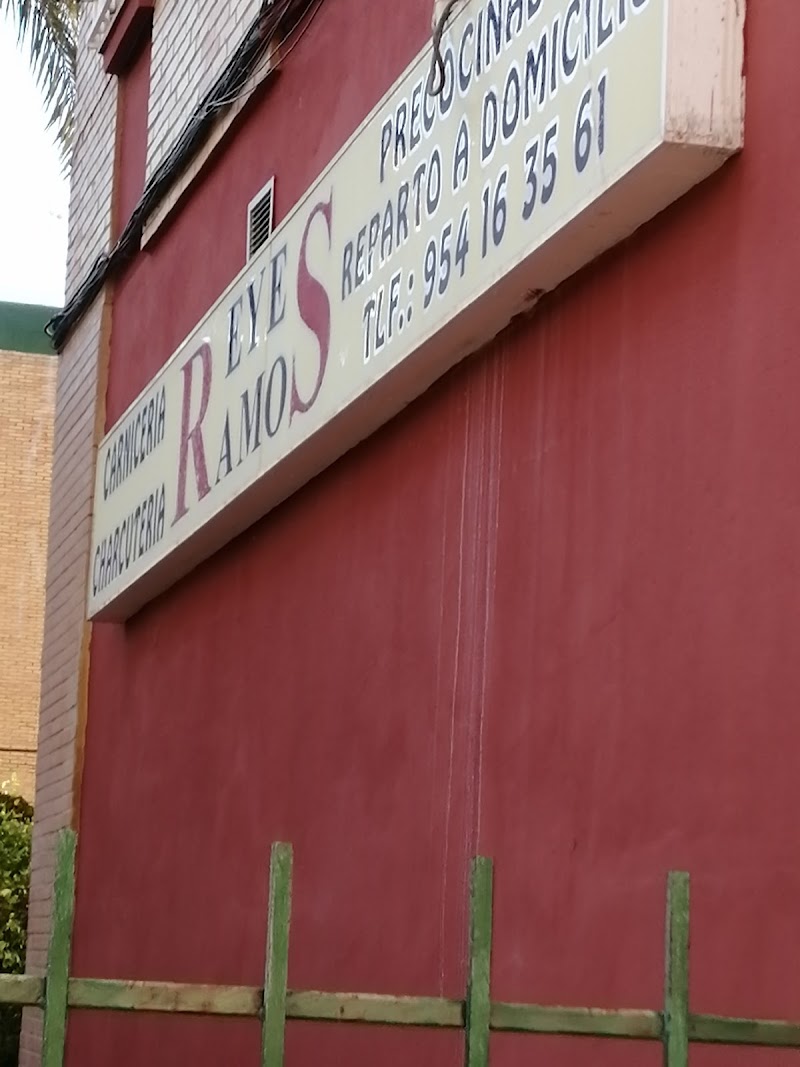 CARNICERIA
CHARCUTERIA
REYES
RAMOS
REPARTO A DOMICILIO
TLF.: 954 16 35 61